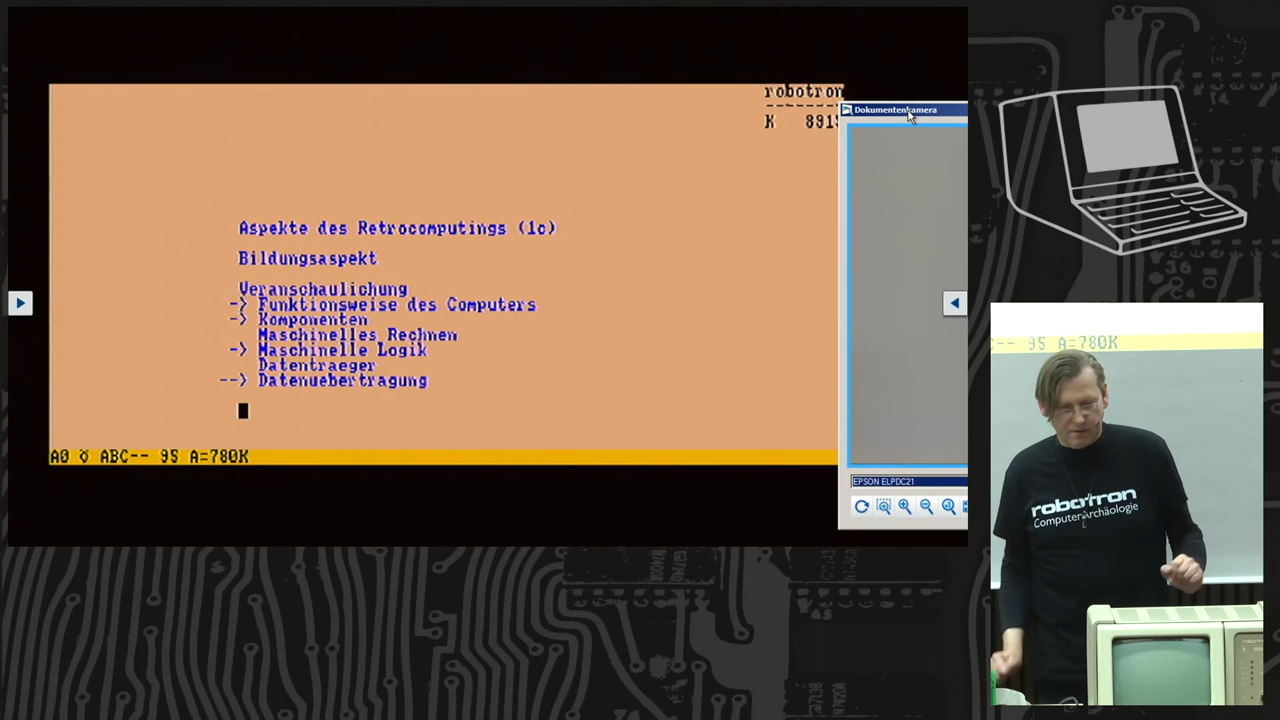 robotron
K 891
Dokumentenkamera
Aspekte des Retrocomputings (1c)
Bildungsaspekt
Veranschaulichung
-> Funktionsweise des Computers
-> Komponenten
Maschinelles Rechnen
-> Maschinelle Logik
Datentraeger
--> Datenuebertragung
A0 ABC-- 95 A=780K
EPSON ELPDC21
-- 95 A=780K
robotron
ComputerArchäologie